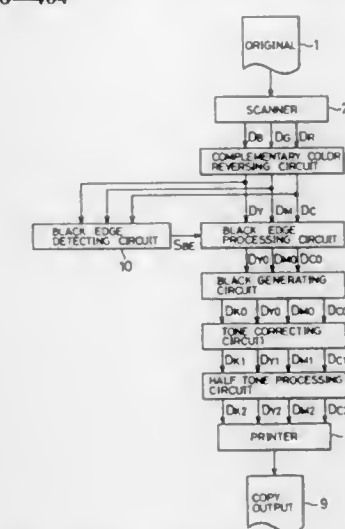 ORIGINAL 1
SCANNER 2
DB DG DR
COMPLEMENTARY COLOR
REVERSING CIRCUIT
DY DM DC
BLACK EDGE
DETECTING CIRCUIT
10
SBE
BLACK EDGE
PROCESSING CIRCUIT
DY0 DM0 DC0
BLACK GENERATING
CIRCUIT
DK0 DY0 DM0 DC0
TONE CORRECTING
CIRCUIT
DK1 DY1 DM1 DC1
HALF TONE PROCESSING
CIRCUIT
DK2 DY2 DM2 DC2
PRINTER
COPY
OUTPUT
9